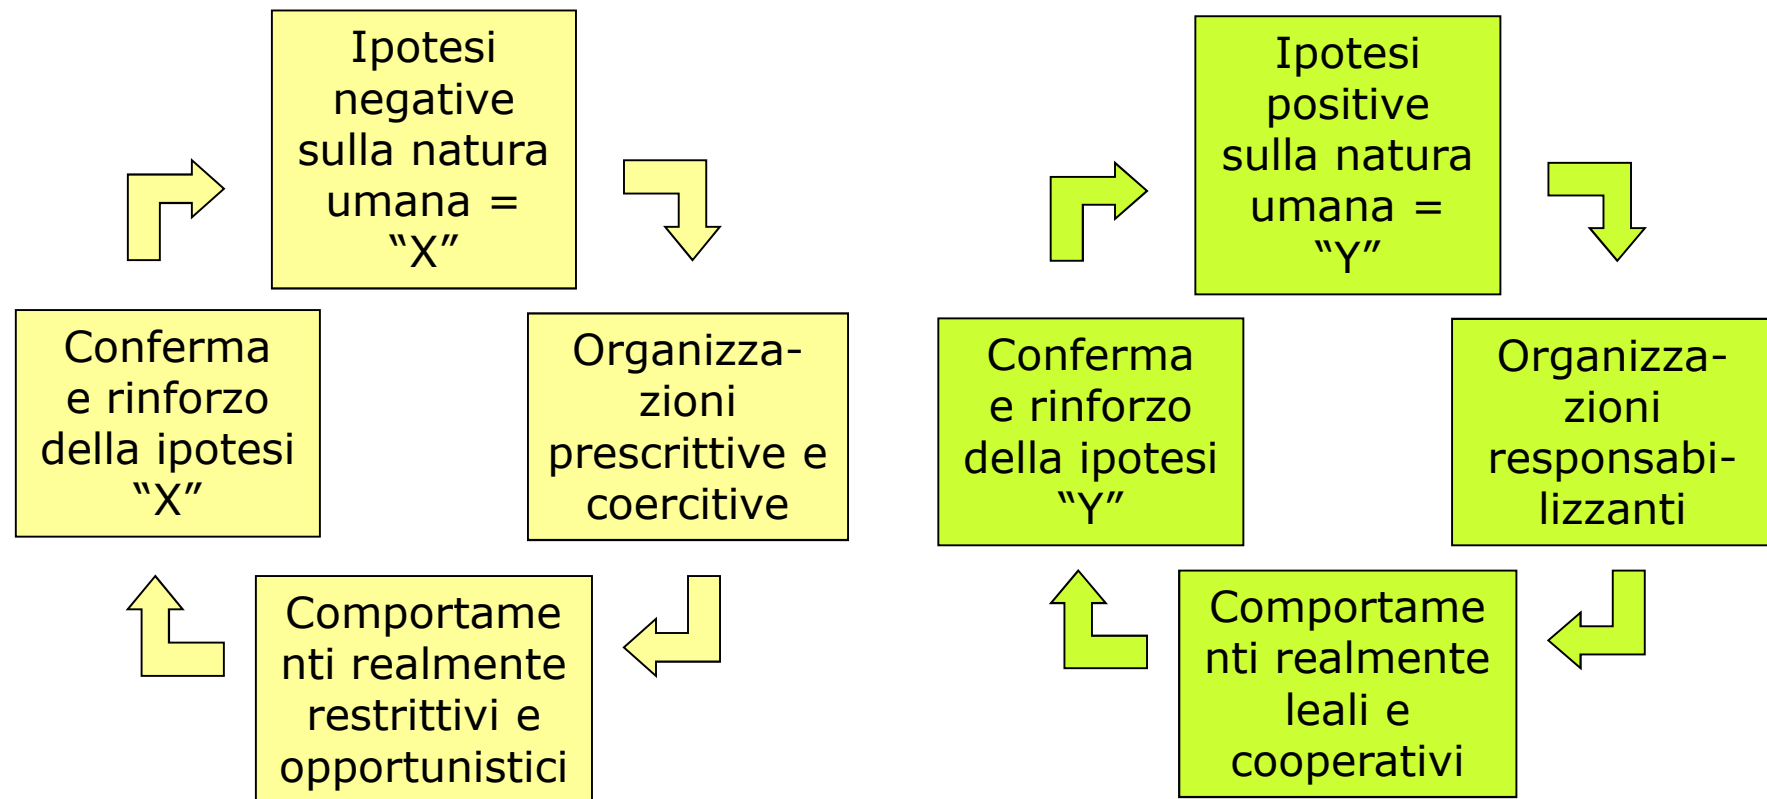 Ipotesi
negative
sulla natura
umana =
“X”
Organizza-
zioni
prescrittive e
coercitive
Comportame
nti realmente
restrittivi e
opportunistici
Conferma
e rinforzo
della ipotesi
“X”
Ipotesi
positive
sulla natura
umana =
“Y”
Organizza-
zioni
responsabi-
lizzanti
Comportame
nti realmente
leali e
cooperativi
Conferma
e rinforzo
della ipotesi
“Y”